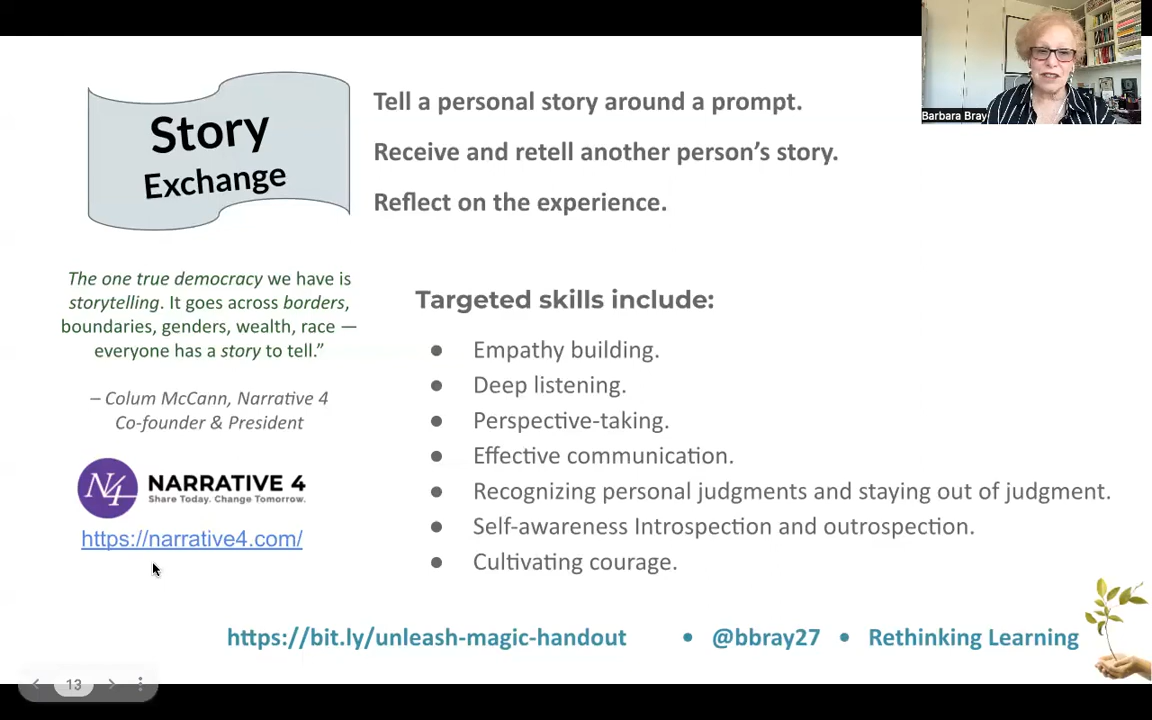 Story
Exchange
Tell a personal story around a prompt.
Receive and retell another person’s story.
Reflect on the experience.
Barbara Bray
The one true democracy we have is
storytelling. It goes across borders,
boundaries, genders, wealth, race —
everyone has a story to tell.”
– Colum McCann, Narrative 4
Co-founder & President
N4
NARRATIVE 4
Share Today. Change Tomorrow.
https://narrative4.com/
Targeted skills include:
● Empathy building.
● Deep listening.
● Perspective-taking.
● Effective communication.
● Recognizing personal judgments and staying out of judgment.
● Self-awareness Introspection and outrospection.
● Cultivating courage.
https://bit.ly/unleash-magic-handout ● @bbray27 ● Rethinking Learning
13